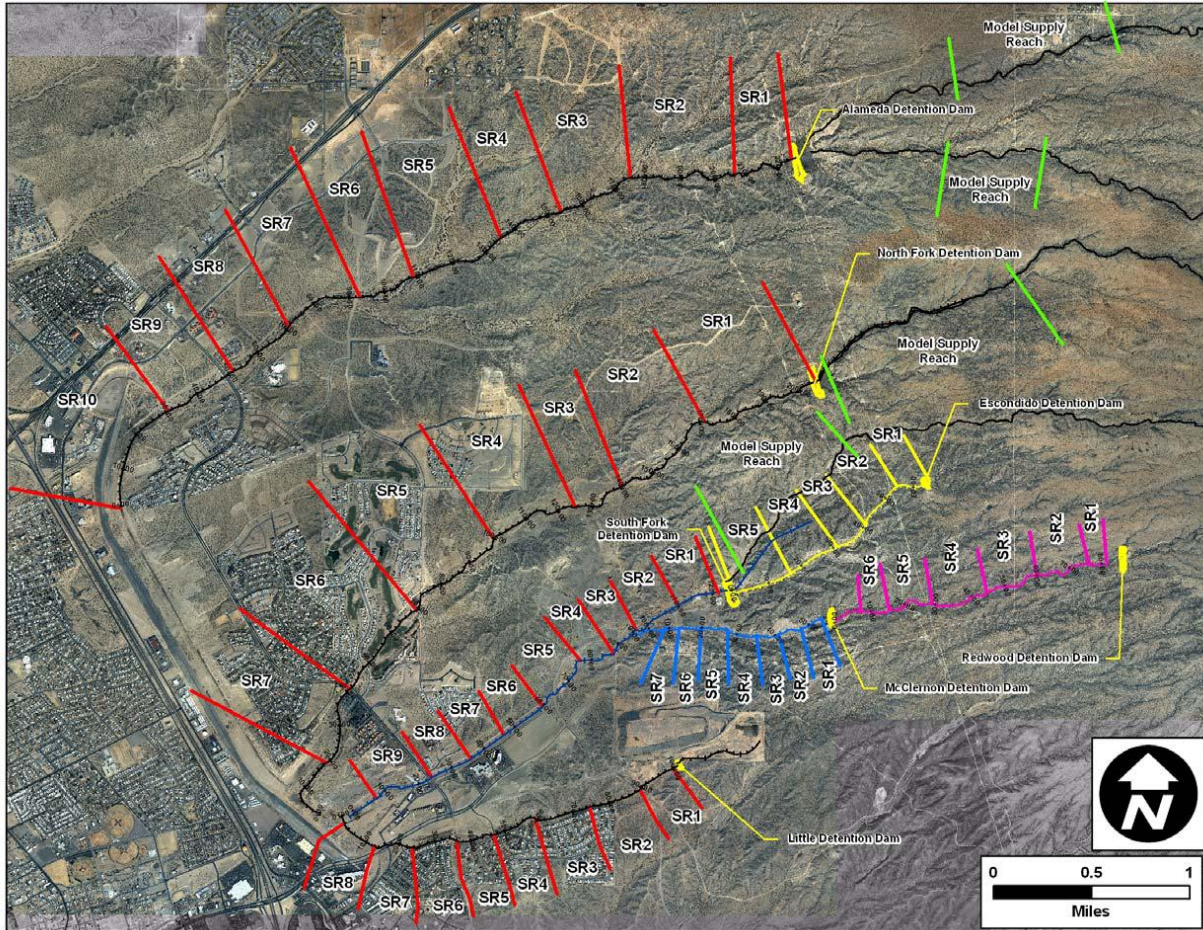 Model Supply
Reach
SR1
SR2
SR3
Alameda Detention Dam
SR4
SR5
Model Supply
Reach
SR6
SR7
SR8
North Fork Detention Dam
SR9
SR1
Model Supply
Reach
SR2
SR10
SR3
Escondido Detention Dam
SR4
Model Supply
Reach
SR1
SR2
SR5
SR3
SR4
South Fork
Detention Dam
SR5
SR1
SR2
SR1
SR3
SR2
SR4
SR5
SR6
SR6
SR3
SR4
SR5
SR7
SR6
SR7
SR6
SR5
SR4
SR3
SR2
SR1
Redwood Detention Dam
McClernon Detention Dam
SR7
SR8
SR9
SR1
Little Detention Dam
SR2
SR3
SR4
SR5
SR6
SR7
SR8
N
0 0.5 1
Miles